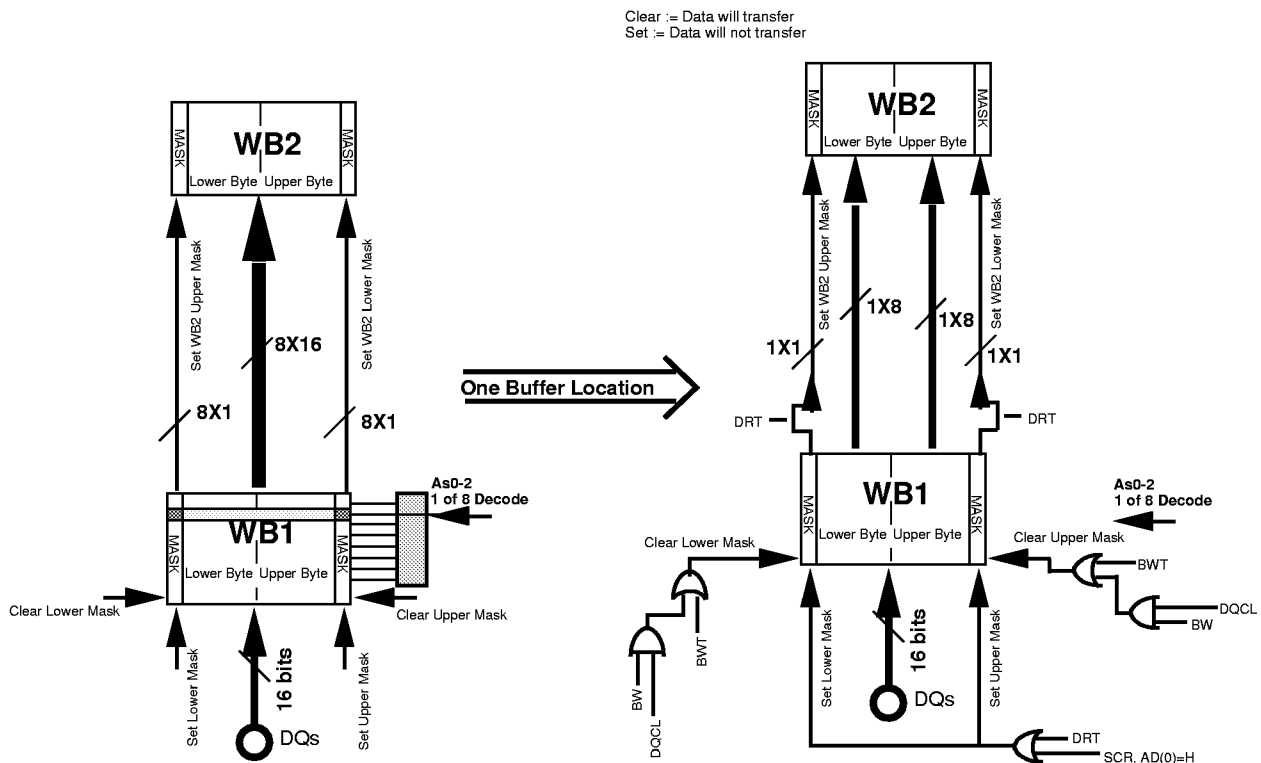 Clear := Data will transfer
Set := Data will not transfer
WB2
MASK
MASK
Lower Byte Upper Byte
Set WB2 Upper Mask
Set WB2 Lower Mask
8X16
8X1
8X1
As0-2
1 of 8 Decode
WB1
MASK
MASK
Lower Byte Upper Byte
Clear Lower Mask
Clear Upper Mask
Set Lower Mask
16 bits
Set Upper Mask
DQs
One Buffer Location
WB2
MASK
MASK
Lower Byte Upper Byte
Set WB2 Upper Mask
Set WB2 Lower Mask
1X8
1X8
1X1
1X1
DRT
DRT
WB1
MASK
MASK
Lower Byte Upper Byte
As0-2
1 of 8 Decode
Clear Lower Mask
Clear Upper Mask
BWT
DQCL
BW
BWT
BW
DQCL
Set Lower Mask
16 bits
Set Upper Mask
DQs
DRT
SCR, AD(0)=H